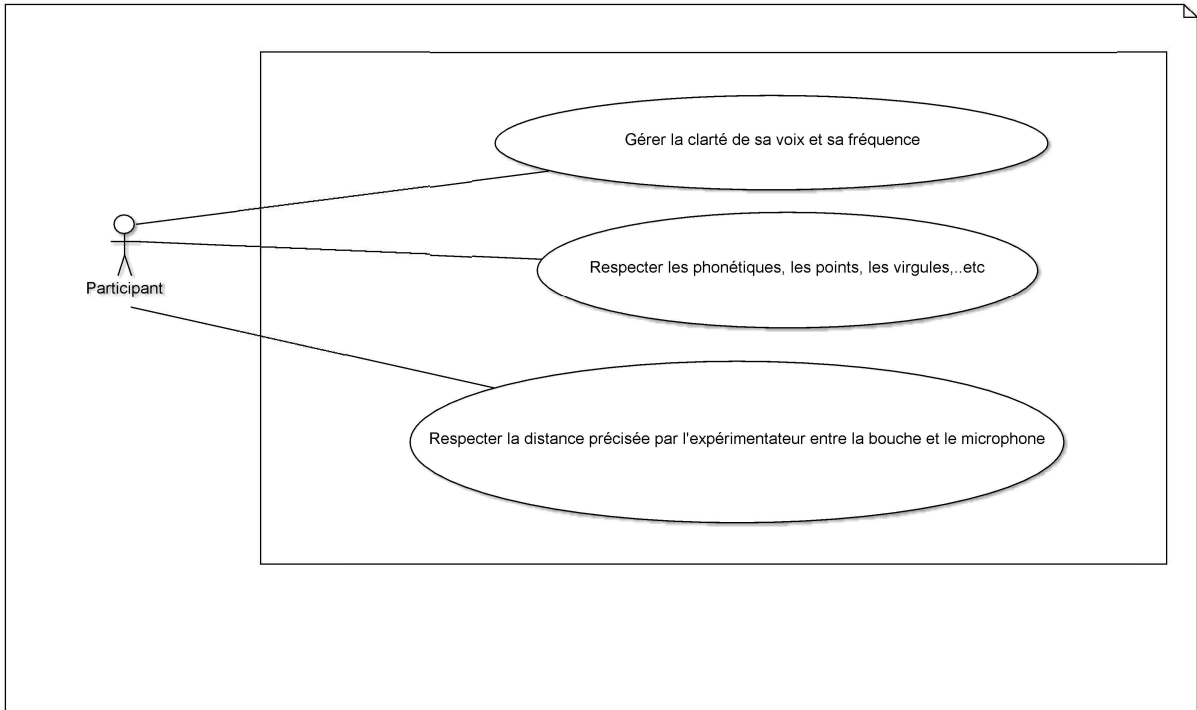 Gérer la clarté de sa voix et sa fréquence
Respecter les phonétiques, les points, les virgules,..etc
Participant
Respecter la distance précisée par l'expérimentateur entre la bouche et le microphone